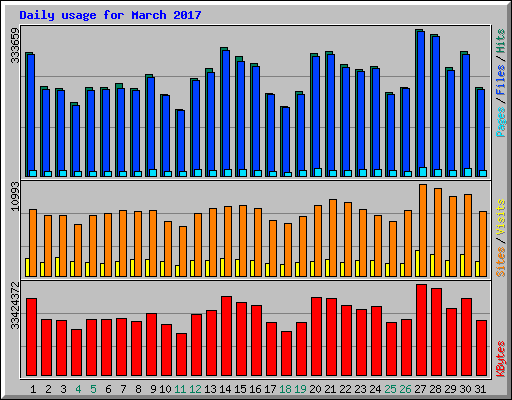 Daily usage for March 2017
333659
Pages / Files / Hits
10993
Sites / Visits
33424372
KBytes
1 2 3 4 5 6 7 8 9 10 11 12 13 14 15 16 17 18 19 20 21 22 23 24 25 26 27 28 29 30 31